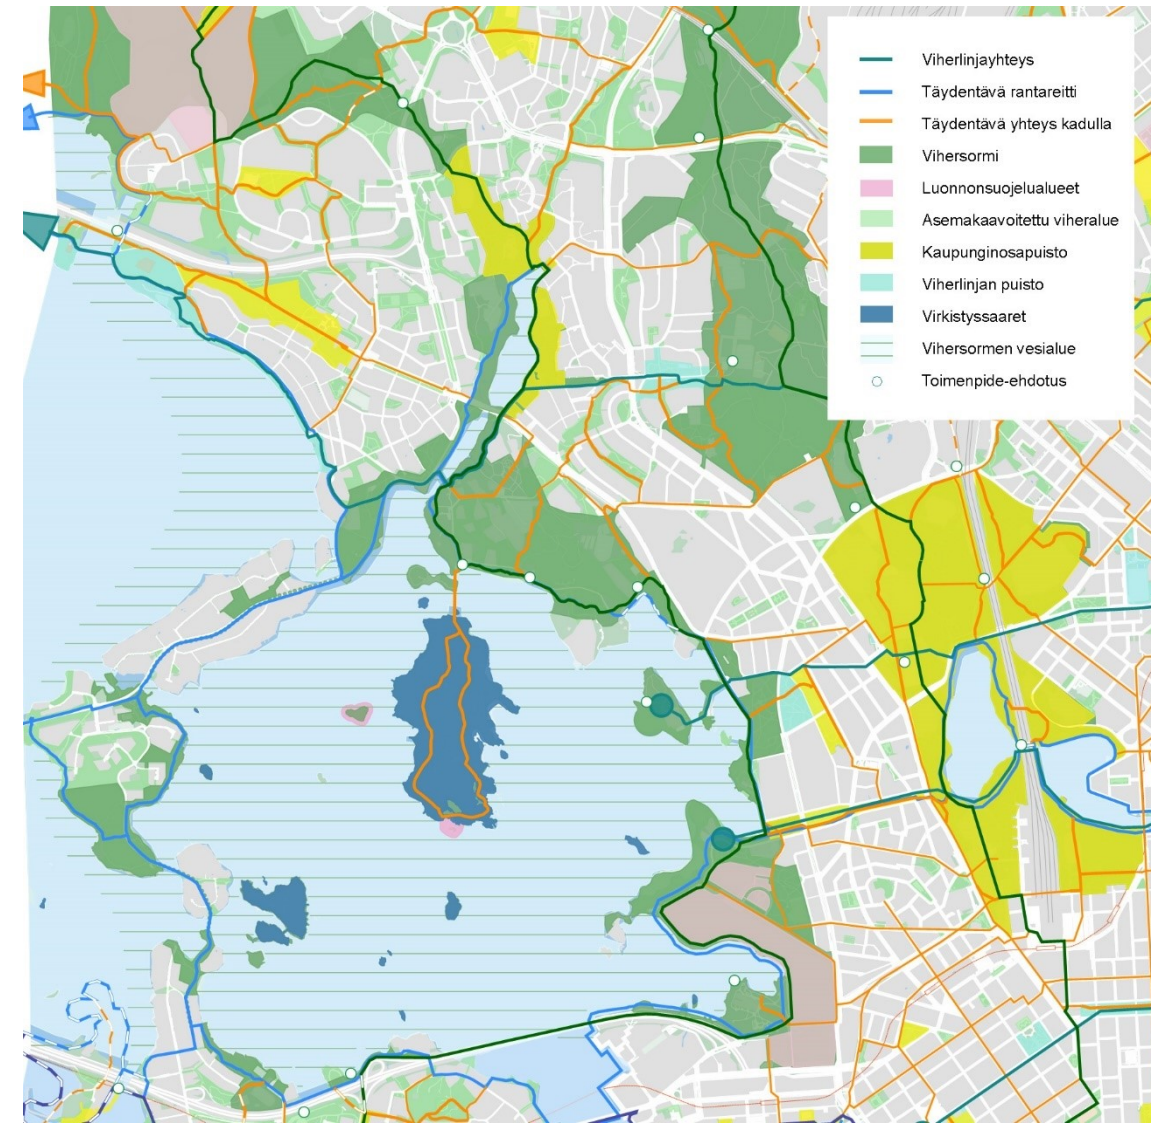 Viherlinjayhteys
Täydentävä rantareitti
Täydentävä yhteys kadulla
Vihersormi
Luonnonsuojelualueet
Asemakaavoitettu viheralue
Kaupunginosapuisto
Viherlinjan puisto
Virkistyssaaret
Vihersormen vesialue
Toimenpide-ehdotus